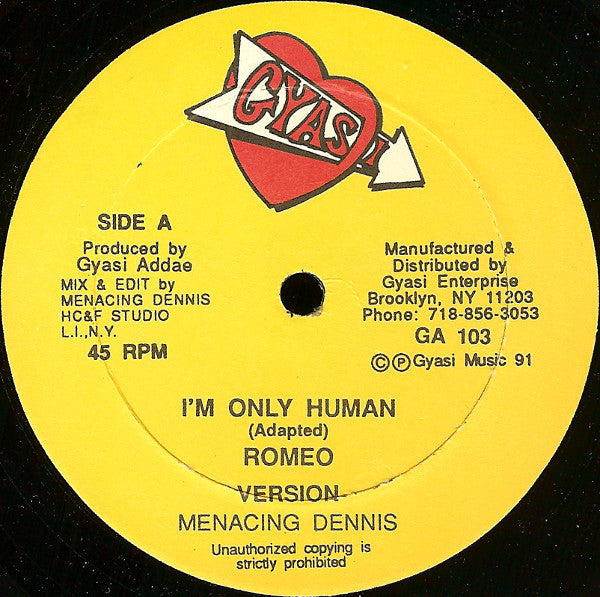 GYASI
SIDE A
Produced by
Gyasi Addae
MIX & EDIT by
MENACING DENNIS
HC&F STUDIO
L.I.,N.Y.
45 RPM
Manufactured &
Distributed by
Gyasi Enterprise
Brooklyn, NY 11203
Phone: 718-856-3053
GA 103
©℗Gyasi Music 91
I'M ONLY HUMAN
(Adapted)
ROMEO
VERSION
MENACING DENNIS
Unauthorized copying is
strictly prohibited